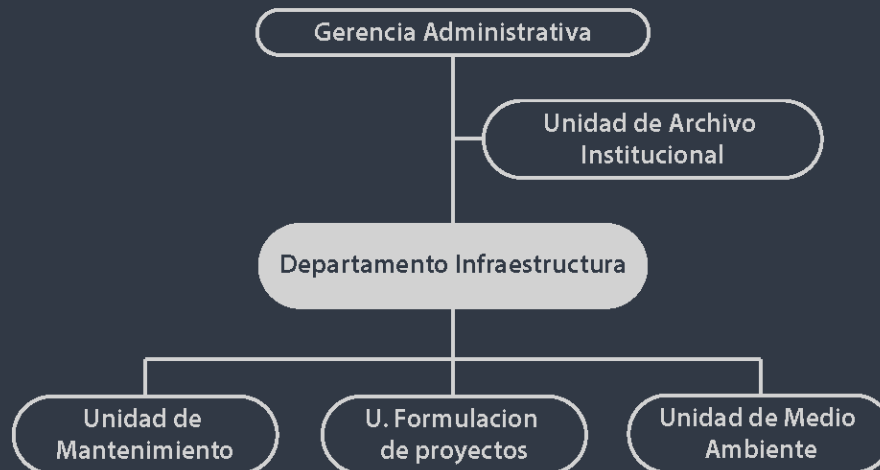 Gerencia Administrativa
Unidad de Archivo
Institucional
Departamento Infraestructura
Unidad de
Mantenimiento
U. Formulacion
de proyectos
Unidad de Medio
Ambiente